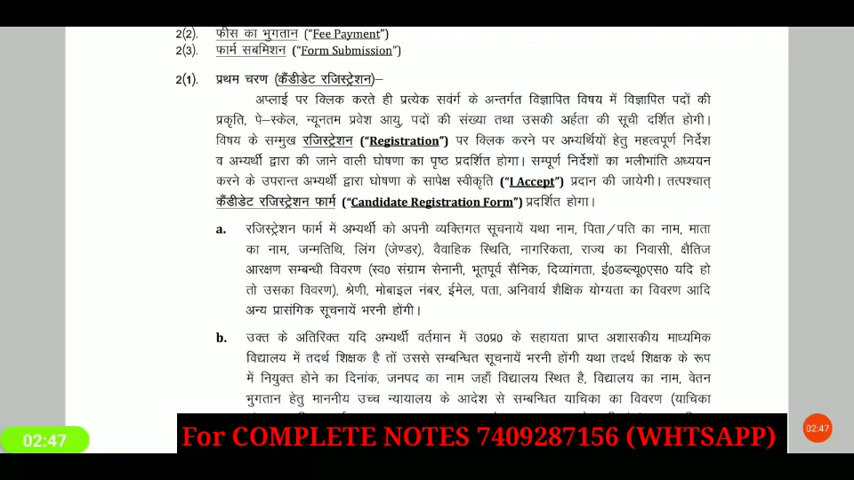 2(2). फीस का भुगतान (“Fee Payment”)
2(3). फार्म सबमिशन (“Form Submission”)
2(1). प्रथम चरण (कैंडीडेट रजिस्ट्रेशन)–
अप्लाई पर क्लिक करते ही प्रत्येक सवंर्ग के अन्तर्गत विज्ञापित विषय में विज्ञापित पदों की
प्रकृति, पे–स्केल, न्यूनतम प्रवेश आयु, पदों की संख्या तथा उसकी अर्हता की सूची दर्शित होगी।
विषय के सम्मुख रजिस्ट्रेशन (“Registration”) पर क्लिक करने पर अभ्यर्थियों हेतु महत्वपूर्ण निर्देश
व अभ्यर्थी द्वारा की जाने वाली घोषणा का पृष्ठ प्रदर्शित होगा। सम्पूर्ण निर्देशों का भलीभांति अध्ययन
करने के उपरान्त अभ्यर्थी द्वारा घोषणा के सापेक्ष स्वीकृति (“I Accept”) प्रदान की जायेगी। तत्पश्चात्
कैंडीडेट रजिस्ट्रेशन फार्म (“Candidate Registration Form”) प्रदर्शित होगा।
a. रजिस्ट्रेशन फार्म में अभ्यर्थी को अपनी व्यक्तिगत सूचनायें यथा नाम, पिता/पति का नाम, माता
का नाम, जन्मतिथि, लिंग (जेण्डर), वैवाहिक स्थिति, नागरिकता, राज्य का निवासी, क्षैतिज
आरक्षण सम्बन्धी विवरण (स्व0 संग्राम सेनानी, भूतपूर्व सैनिक, दिव्यांगता, ई0डब्ल्यू0एस0 यदि हो
तो उसका विवरण), श्रेणी, मोबाइल नंबर, ईमेल, पता, अनिवार्य शैक्षिक योग्यता का विवरण आदि
अन्य प्रासंगिक सूचनायें भरनी होंगी।
b. उक्त के अतिरिक्त यदि अभ्यर्थी वर्तमान में उ0प्र0 के सहायता प्राप्त अशासकीय माध्यमिक
विद्यालय में तदर्थ शिक्षक है तों उससे सम्बन्धित सूचनायें भरनी होंगी यथा तदर्थ शिक्षक के रूप
में नियुक्त होने का दिनांक, जनपद का नाम जहाँ विद्यालय स्थित है, विद्यालय का नाम, वेतन
भुगतान हेतु माननीय उच्च न्यायालय के आदेश से सम्बन्धित याचिका का विवरण (याचिका
For COMPLETE NOTES 7409287156 (WHTSAPP)
02:47
02:47